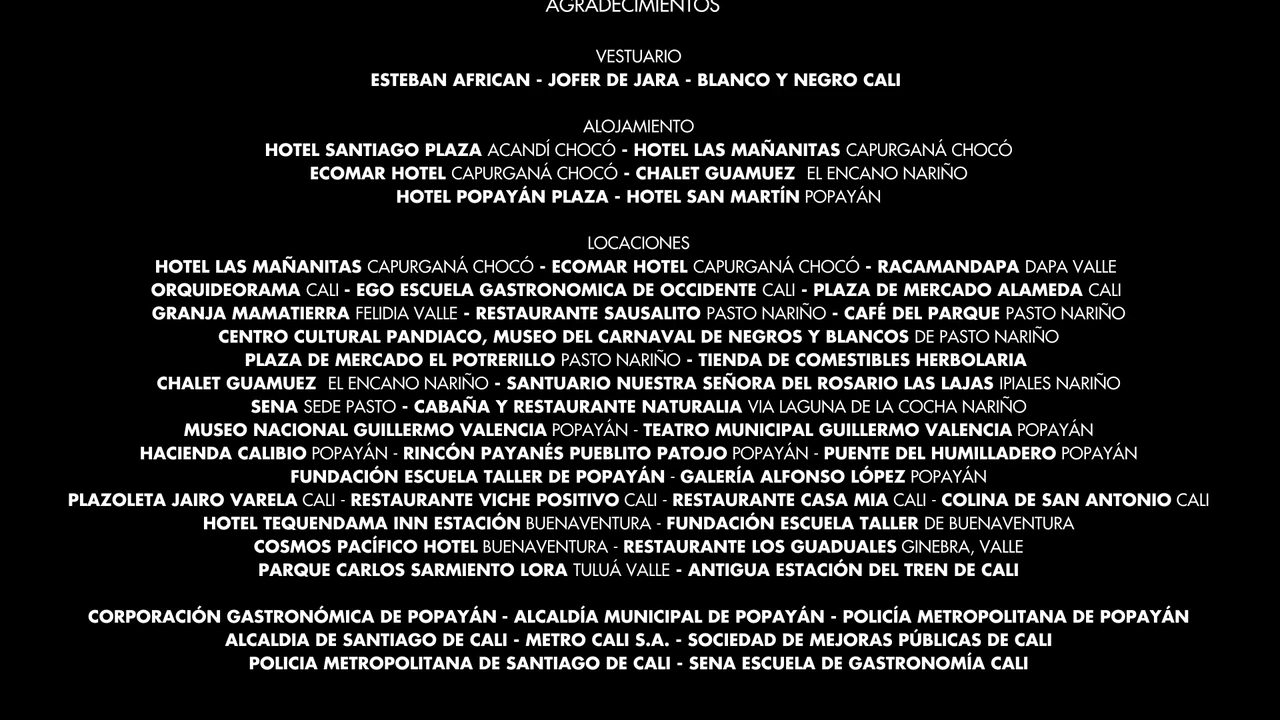 AGRADECIMIENTOS
VESTUARIO
ESTEBAN AFRICAN - JOFER DE JARA - BLANCO Y NEGRO CALI
ALOJAMIENTO
HOTEL SANTIAGO PLAZA ACANDÍ CHOCÓ - HOTEL LAS MAÑANITAS CAPURGANÁ CHOCÓ
ECOMAR HOTEL CAPURGANÁ CHOCÓ - CHALET GUAMUEZ EL ENCANO NARIÑO
HOTEL POPAYÁN PLAZA - HOTEL SAN MARTÍN POPAYÁN
LOCACIONES
HOTEL LAS MAÑANITAS CAPURGANÁ CHOCÓ - ECOMAR HOTEL CAPURGANÁ CHOCÓ - RACAMANDAPA DAPA VALLE
ORQUIDEORAMA CALI - EGO ESCUELA GASTRONOMICA DE OCCIDENTE CALI - PLAZA DE MERCADO ALAMEDA CALI
GRANJA MAMATIERRA FELIDIA VALLE - RESTAURANTE SAUSALITO PASTO NARIÑO - CAFÉ DEL PARQUE PASTO NARIÑO
CENTRO CULTURAL PANDIACO, MUSEO DEL CARNAVAL DE NEGROS Y BLANCOS DE PASTO NARIÑO
PLAZA DE MERCADO EL POTRERILLO PASTO NARIÑO - TIENDA DE COMESTIBLES HERBOLARIA
CHALET GUAMUEZ EL ENCANO NARIÑO - SANTUARIO NUESTRA SEÑORA DEL ROSARIO LAS LAJAS IPIALES NARIÑO
SENA SEDE PASTO - CABAÑA Y RESTAURANTE NATURALIA VIA LAGUNA DE LA COCHA NARIÑO
MUSEO NACIONAL GUILLERMO VALENCIA POPAYÁN - TEATRO MUNICIPAL GUILLERMO VALENCIA POPAYÁN
HACIENDA CALIBIO POPAYÁN - RINCÓN PAYANÉS PUEBLITO PATOJO POPAYÁN - PUENTE DEL HUMILLADERO POPAYÁN
FUNDACIÓN ESCUELA TALLER DE POPAYÁN - GALERÍA ALFONSO LÓPEZ POPAYÁN
PLAZOLETA JAIRO VARELA CALI - RESTAURANTE VICHE POSITIVO CALI - RESTAURANTE CASA MIA CALI - COLINA DE SAN ANTONIO CALI
HOTEL TEQUENDAMA INN ESTACIÓN BUENAVENTURA - FUNDACIÓN ESCUELA TALLER DE BUENAVENTURA
COSMOS PACÍFICO HOTEL BUENAVENTURA - RESTAURANTE LOS GUADUALES GINEBRA, VALLE
PARQUE CARLOS SARMIENTO LORA TULUÁ VALLE - ANTIGUA ESTACIÓN DEL TREN DE CALI
CORPORACIÓN GASTRONÓMICA DE POPAYÁN - ALCALDÍA MUNICIPAL DE POPAYÁN - POLICÍA METROPOLITANA DE POPAYÁN
ALCALDIA DE SANTIAGO DE CALI - METRO CALI S.A. - SOCIEDAD DE MEJORAS PÚBLICAS DE CALI
POLICIA METROPOLITANA DE SANTIAGO DE CALI - SENA ESCUELA DE GASTRONOMÍA CALI